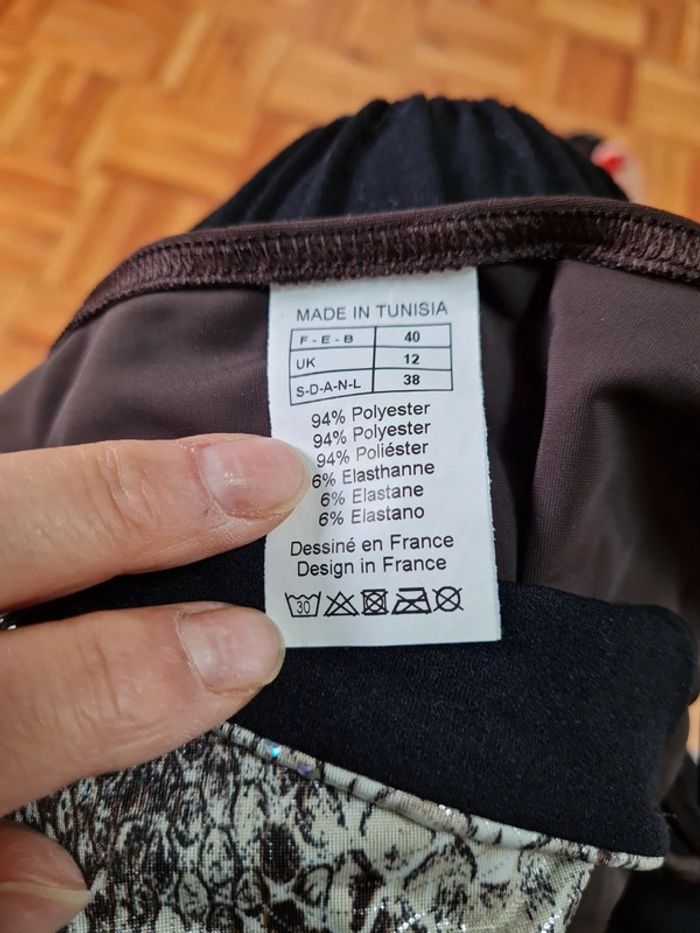 MADE IN TUNISIA
F - E - B 40
UK 12
S-D-A-N-L 38
94% Polyester
94% Polyester
94% Poliéster
6% Elasthanne
6% Elastane
6% Elastano
Dessiné en France
Design in France
30